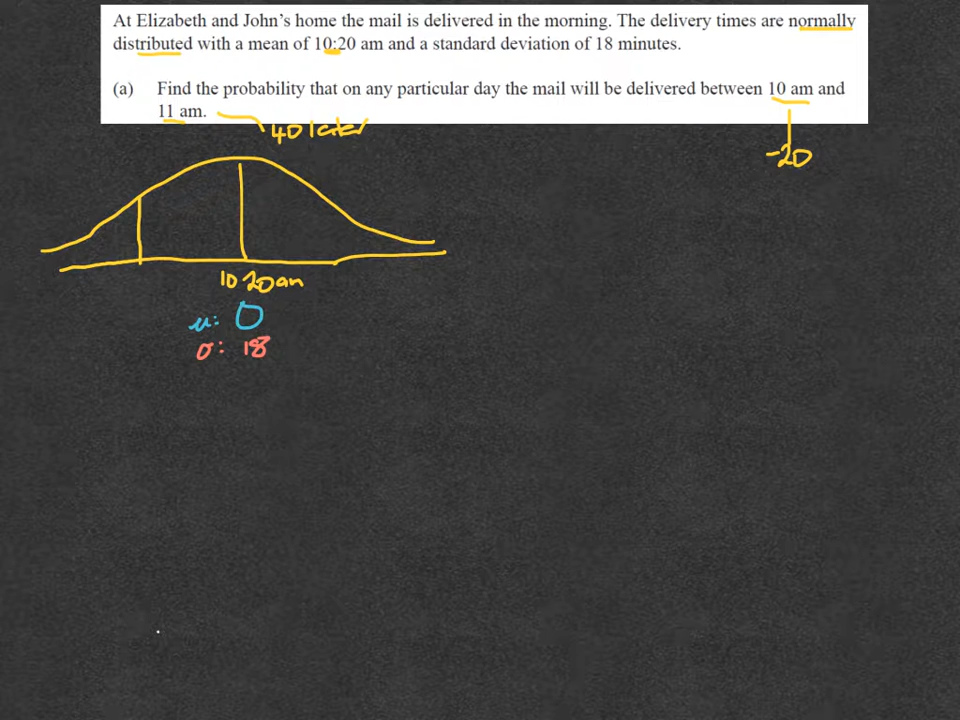 At Elizabeth and John's home the mail is delivered in the morning. The delivery times are normally
distributed with a mean of 10:20 am and a standard deviation of 18 minutes.
(a) Find the probability that on any particular day the mail will be delivered between 10 am and
11 am.
40 later
-20
10 20am
μ: 0
σ: 18